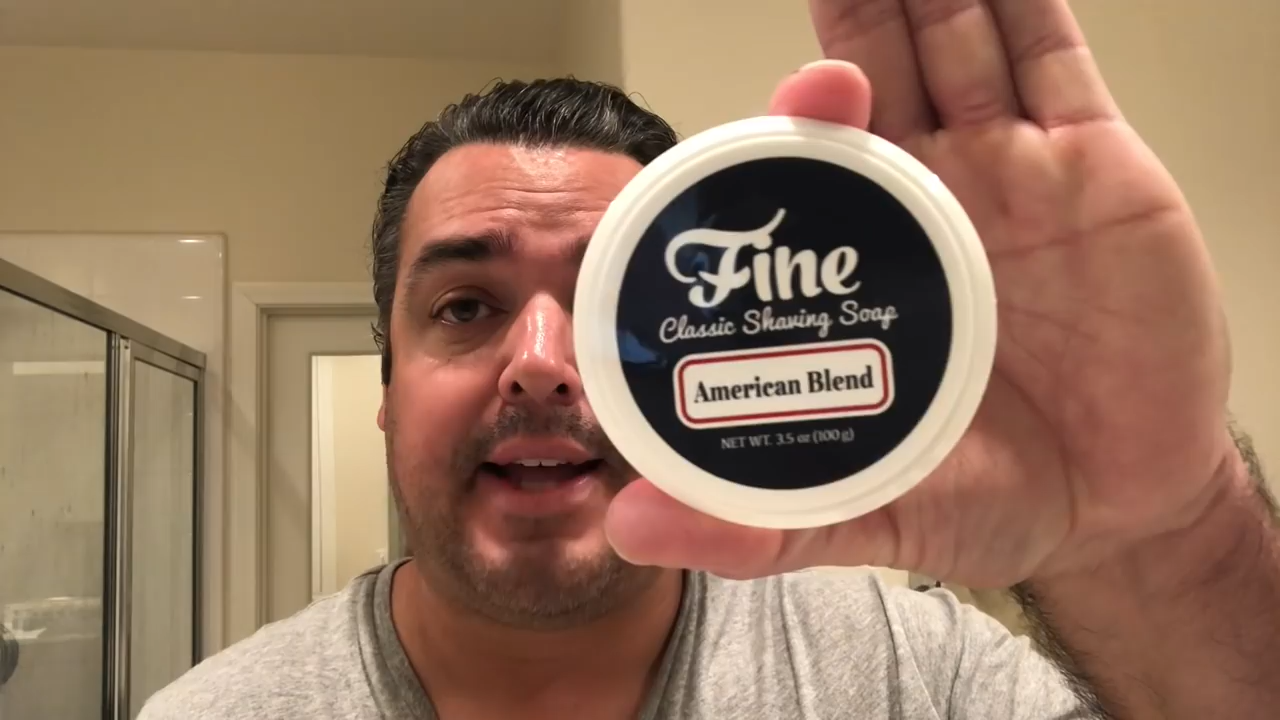 Fine
Classic Shaving Soap
American Blend
NET WT. 3.5 oz (100 g)